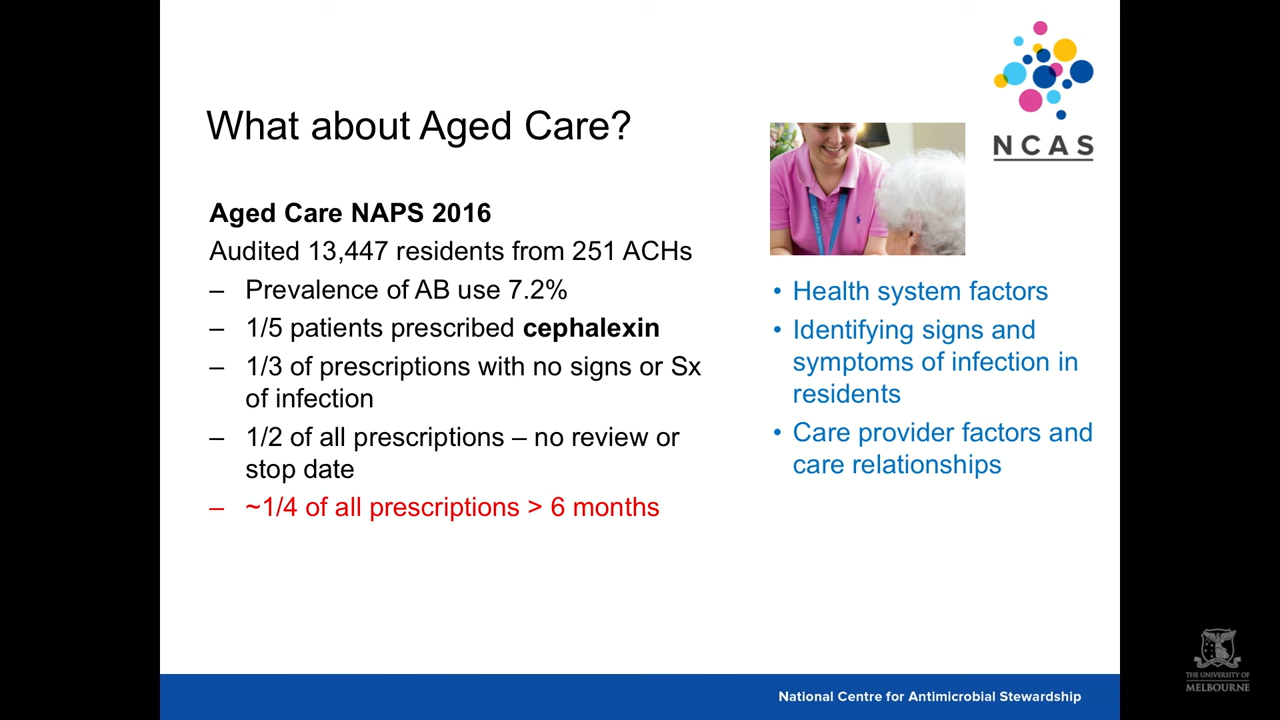 What about Aged Care?
NCAS
Aged Care NAPS 2016
Audited 13,447 residents from 251 ACHs
– Prevalence of AB use 7.2%
– 1/5 patients prescribed cephalexin
– 1/3 of prescriptions with no signs or Sx
of infection
– 1/2 of all prescriptions – no review or
stop date
– ~1/4 of all prescriptions > 6 months
• Health system factors
• Identifying signs and
symptoms of infection in
residents
• Care provider factors and
care relationships
National Centre for Antimicrobial Stewardship
THE UNIVERSITY OF
MELBOURNE